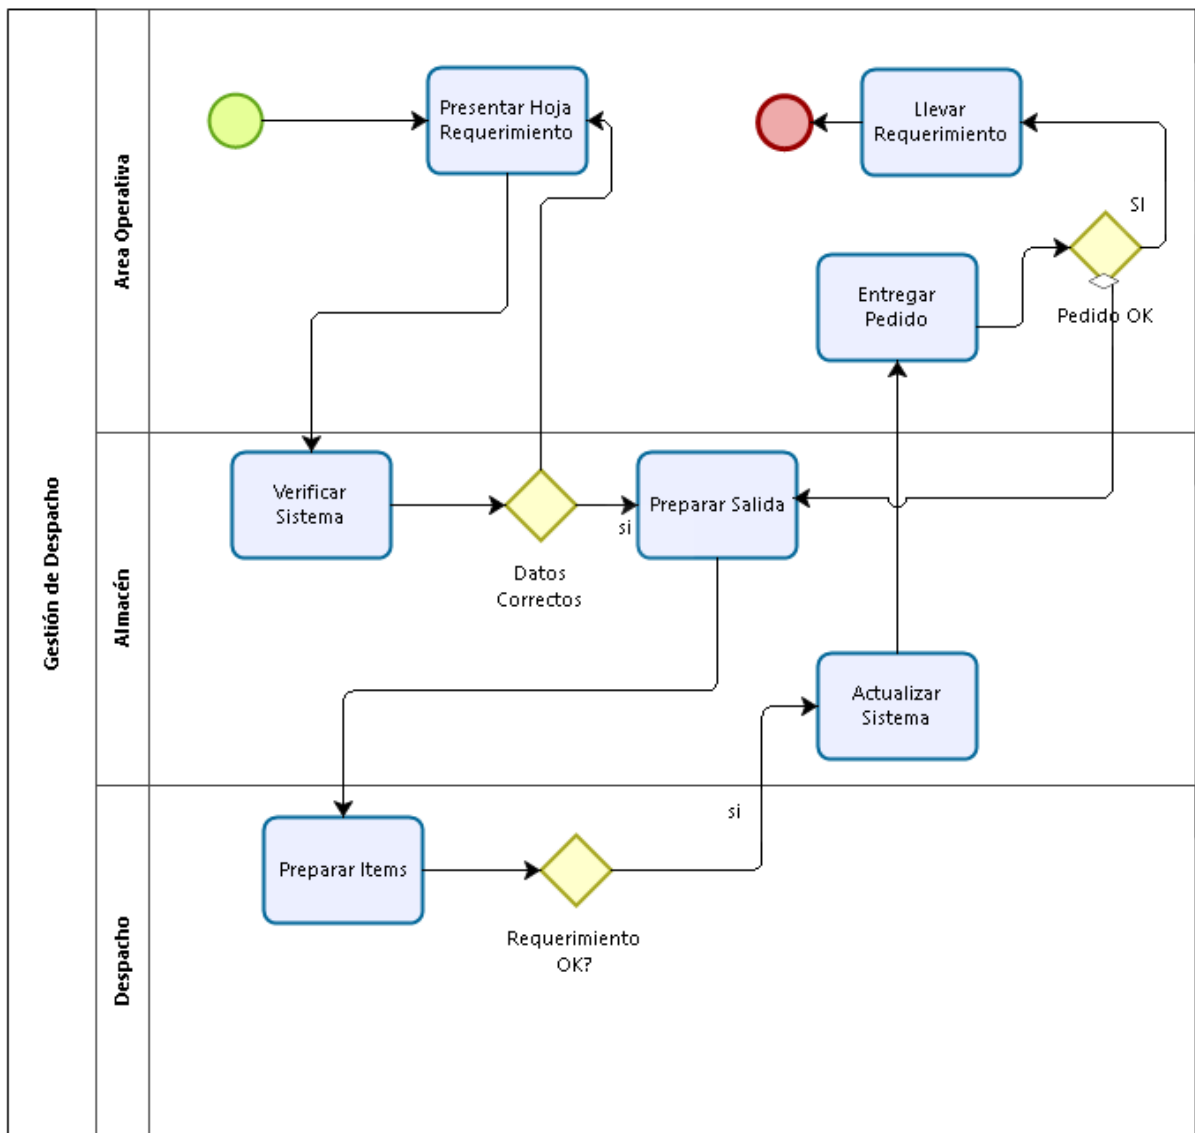 Gestión de Despacho
Area Operativa
Presentar Hoja
Requerimiento
Llevar
Requerimiento
SI
Entregar
Pedido
Pedido OK
Almacén
Verificar
Sistema
Datos
Correctos
si
Preparar Salida
Actualizar
Sistema
Despacho
Preparar Items
Requerimiento
OK?
si